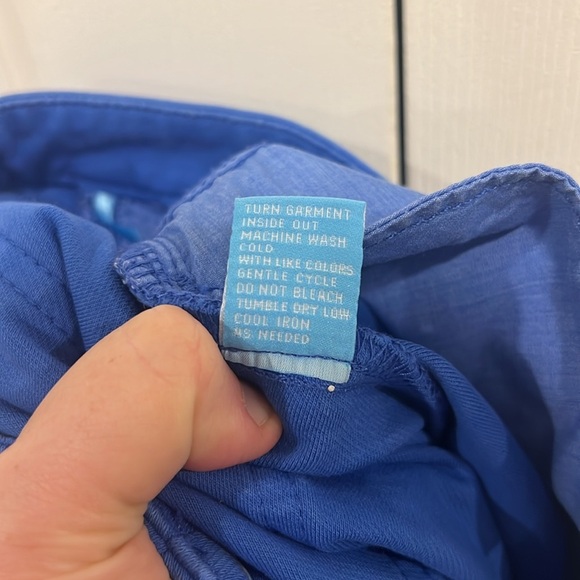 TURN GARMENT
INSIDE OUT
MACHINE WASH
COLD
WITH LIKE COLORS
GENTLE CYCLE
DO NOT BLEACH
TUMBLE DRY LOW
COOL IRON
AS NEEDED